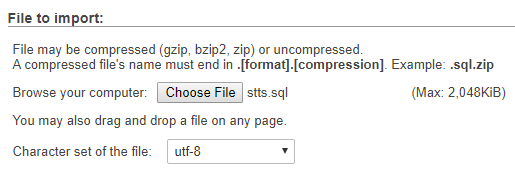 File to import:
File may be compressed (gzip, bzip2, zip) or uncompressed.
A compressed file's name must end in .[format].[compression]. Example: .sql.zip
Browse your computer: Choose File stts.sql (Max: 2,048KiB)
You may also drag and drop a file on any page.
Character set of the file: utf-8